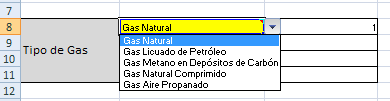 7
8 Gas Natural 1
9 Gas Natural
Gas Licuado de Petróleo
10 Tipo de Gas Gas Metano en Depósitos de Carbón
11 Gas Natural Comprimido
Gas Aire Propanado
12